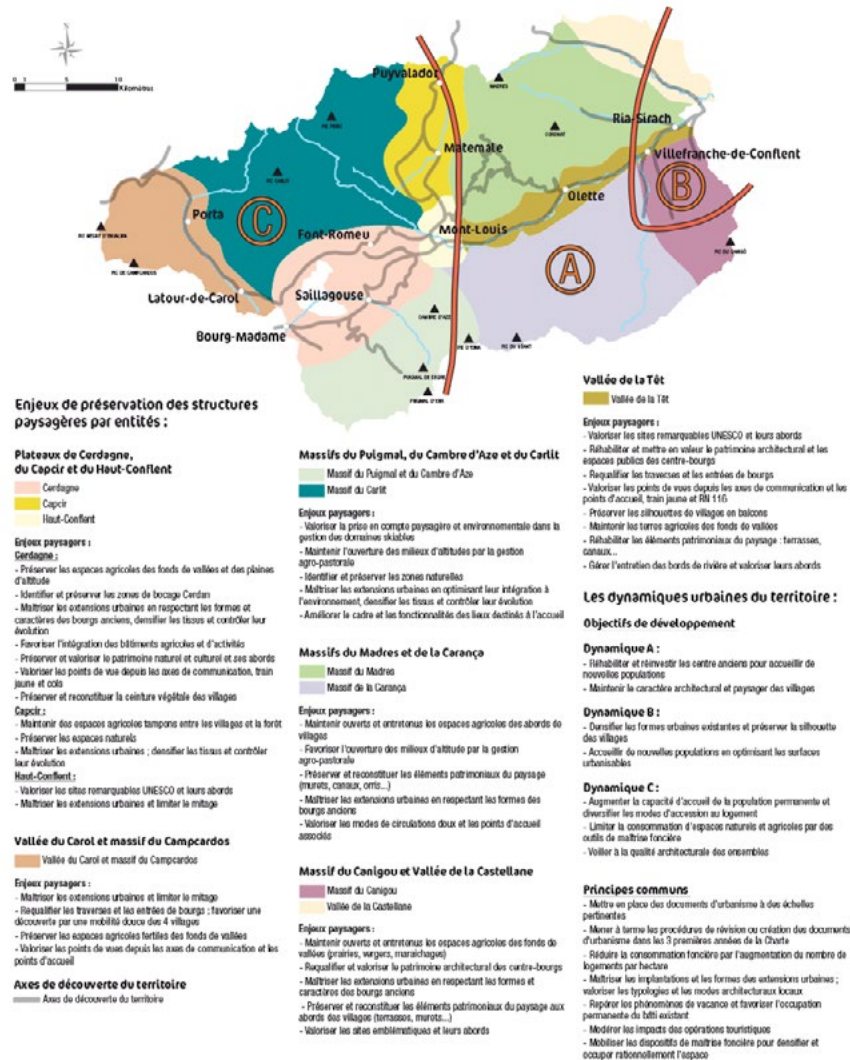 N
0 1 5 10
Kilomètres
Puyvalador
MADRES
Ria-Sirach
Matemale
Villefranche-de-Conflent
B
Olette
Porta
C
Font-Romeu
Mont-Louis
A
PIC DE CAMPCARDOS
Latour-de-Carol
Saillagouse
CAMBRE D'AZE
Bourg-Madame
PUIGMAL DE SEGRE
Enjeux de préservation des structures
paysagères par entités :
Plateaux de Cerdagne,
du Capcir et du Haut-Conflent
Cerdagne
Capcir
Haut-Conflent
Enjeux paysagers :
Cerdagne :
- Préserver les espaces agricoles des fonds de vallées et des plaines
d'altitude
- Identifier et préserver les zones de bocage Cerdan
- Maîtriser les extensions urbaines en respectant les formes et
caractères des bourgs anciens, densifier les tissus et contrôler leur
évolution
- Favoriser l'intégration des bâtiments agricoles et d'activités
- Préserver et valoriser le patrimoine naturel et culturel et ses abords
- Valoriser les points de vue depuis les axes de communication, train
jaune et cols
- Préserver et reconstituer la ceinture végétale des villages
Capcir :
- Maintenir des espaces agricoles tampons entre les villages et la forêt
- Préserver les espaces naturels
- Maîtriser les extensions urbaines ; densifier les tissus et contrôler
leur évolution
Haut-Conflent :
- Valoriser les sites remarquables UNESCO et leurs abords
- Maîtriser les extensions urbaines et limiter le mitage
Vallée du Carol et massif du Campcardos
Vallée du Carol et massif du Campcardos
Enjeux paysagers :
- Maîtriser les extensions urbaines et limiter le mitage
- Requalifier les traverses et les entrées de bourgs ; favoriser une
découverte par une mobilité douce des 4 villages
- Préserver les espaces agricoles fertiles des fonds de vallées
- Valoriser les points de vues depuis les axes de communication et les
points d'accueil
Axes de découverte du territoire
Axes de découverte du territoire
Massifs du Puigmal, du Cambre d'Aze et du Carlit
Massif du Puigmal et du Cambre d'Aze
Massif du Carlit
Enjeux paysagers :
- Valoriser la prise en compte paysagère et environnementale dans la
gestion des domaines skiables
- Maintenir l'ouverture des milieux d'altitudes par la gestion
agro-pastorale
- Identifier et préserver les zones naturelles
- Maîtriser les extensions urbaines en optimisant leur intégration à
l'environnement, densifier les tissus et contrôler leur évolution
- Améliorer le cadre et les fonctionnalités des lieux destinés à l'accueil
Massifs du Madres et de la Carança
Massif du Madres
Massif de la Carança
Enjeux paysagers :
- Maintenir ouverts et entretenus les espaces agricoles des abords de
villages
- Favoriser l'ouverture des milieux d'altitude par la gestion
agro-pastorale
- Préserver et reconstituer les éléments patrimoniaux du paysage
(murets, canaux, orris...)
- Maîtriser les extensions urbaines en respectant les formes des
bourgs anciens
- Valoriser les modes de circulations doux et les points d'accueil
associés
Massif du Canigou et Vallée de la Castellane
Massif du Canigou
Vallée de la Castellane
Enjeux paysagers :
- Maintenir ouverts et entretenus les espaces agricoles des fonds de
vallées (prairies, vergers, maraichages)
- Requalifier et valoriser le patrimoine architectural des centre-bourgs
- Maîtriser les extensions urbaines en respectant les formes et
caractères des bourgs anciens
- Préserver et reconstituer les éléments patrimoniaux du paysage aux
abords des villages (terrasses, murets...)
- Valoriser les sites emblématiques et leurs abords
Vallée de la Têt
Vallée de la Têt
Enjeux paysagers :
- Valoriser les sites remarquables UNESCO et leurs abords
- Réhabiliter et mettre en valeur le patrimoine architectural et les
espaces publics des centre-bourgs
- Requalifier les traverses et les entrées de bourgs
- Valoriser les points de vues depuis les axes de communication et les
points d'accueil, train jaune et RN 116
- Préserver les silhouettes de villages en balcons
- Maintenir les terres agricoles des fonds de vallées
- Réhabiliter les éléments patrimoniaux du paysage : terrasses,
canaux...
- Gérer l'entretien des bords de rivière et valoriser leurs abords
Les dynamiques urbaines du territoire :
Objectifs de développement
Dynamique A :
- Réhabiliter et réinvestir les centre anciens pour accueillir de
nouvelles populations
- Maintenir le caractère architectural et paysager des villages
Dynamique B :
- Densifier les formes urbaines existantes et préserver la silhouette
des villages
- Accueillir de nouvelles populations en optimisant les surfaces
urbanisables
Dynamique C :
- Augmenter la capacité d'accueil de la population permanente et
diversifier les modes d'accession au logement
- Limiter la consommation d'espaces naturels et agricoles par des
outils de maîtrise foncière
- Veiller à la qualité architecturale des ensembles
Principes communs
- Mettre en place des documents d'urbanisme à des échelles
pertinentes
- Mener à terme les procédures de révision ou création des documents
d'urbanisme dans les 3 premières années de la Charte
- Réduire la consommation foncière par l'augmentation du nombre de
logements par hectare
- Maîtriser les implantations et les formes des extensions urbaines ;
valoriser les typologies et les modes architecturaux locaux
- Repérer les phénomènes de vacance et favoriser l'occupation
permanente du bâti existant
- Modérer les impacts des opérations touristiques
- Mobiliser les dispositifs de maîtrise foncière pour densifier et
occuper rationnellement l'espace